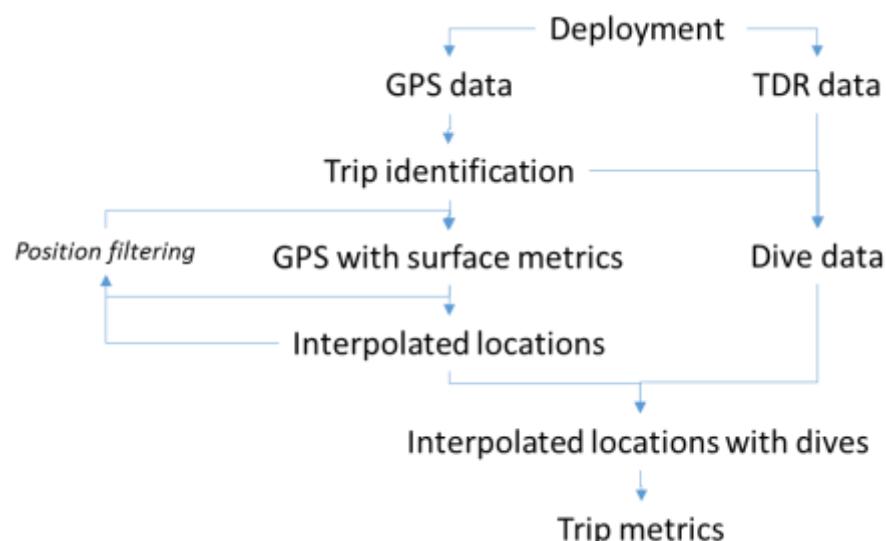 Deployment
GPS data
TDR data
Trip identification
Position filtering
GPS with surface metrics
Dive data
Interpolated locations
Interpolated locations with dives
Trip metrics